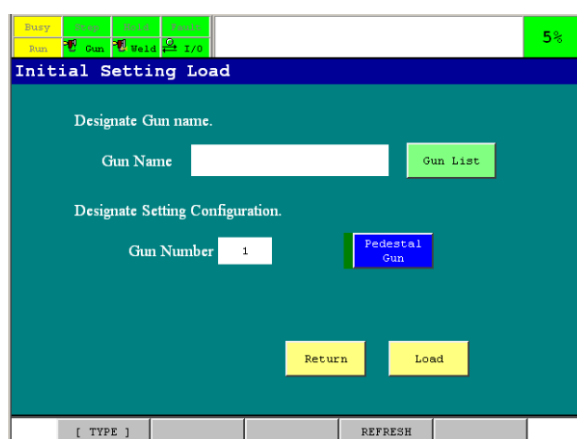 Busy Step Hold Fault
Run Gun Weld I/O 5%
Initial Setting Load
Designate Gun name.
Gun Name Gun List
Designate Setting Configuration.
Gun Number 1 Pedestal
Gun
Return Load
[ TYPE ] REFRESH